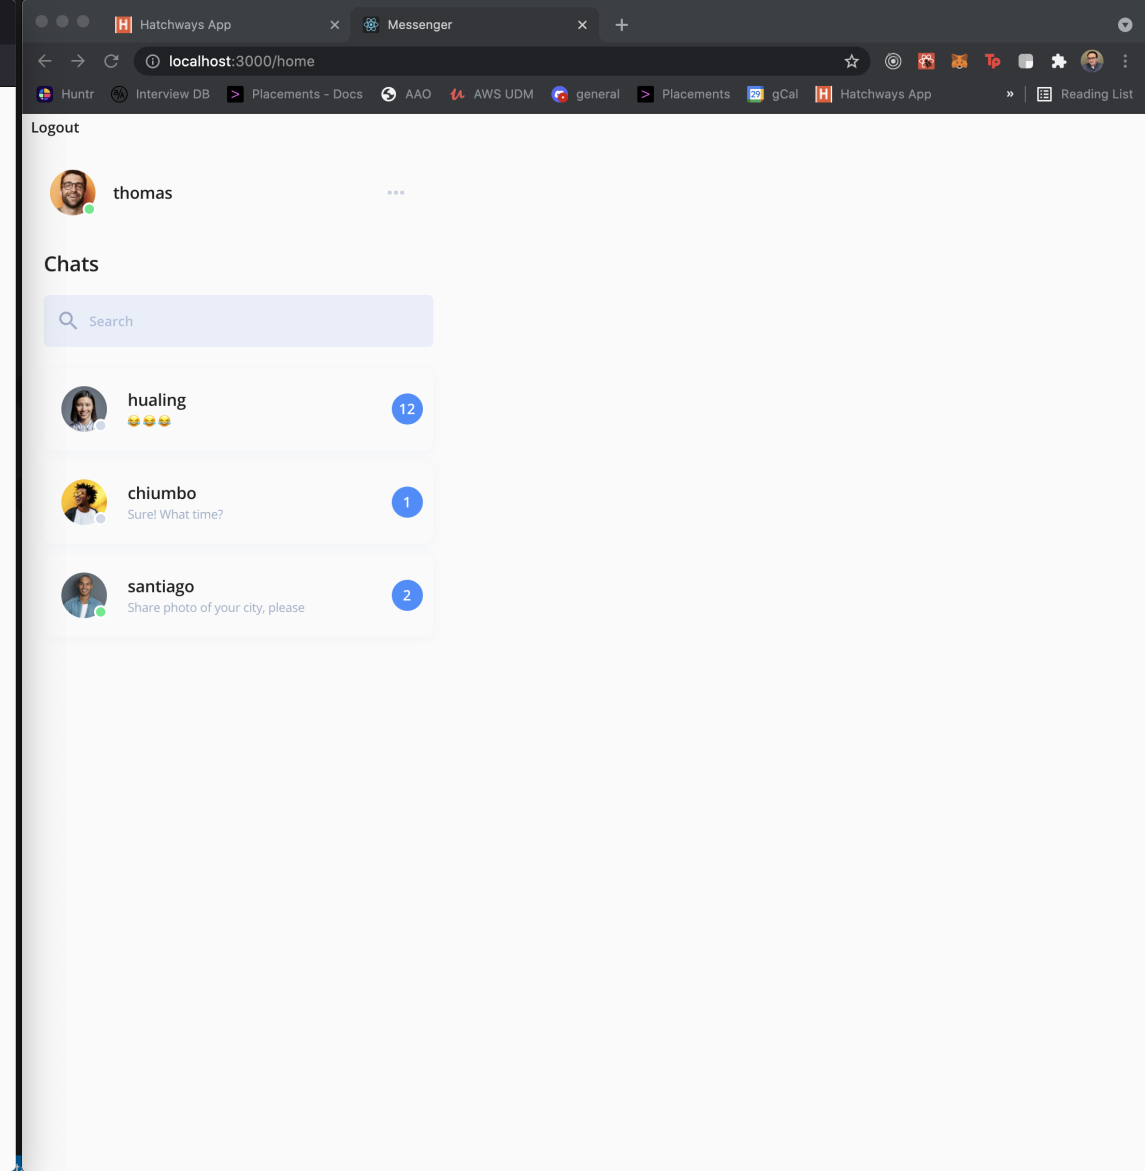 Hatchways App
Messenger
localhost:3000/home
Huntr Interview DB Placements - Docs AAO AWS UDM general Placements gCal Hatchways App » Reading List
Logout
thomas
Chats
Search
hualing
😂😂😂
12
chiumbo
Sure! What time?
1
santiago
Share photo of your city, please
2